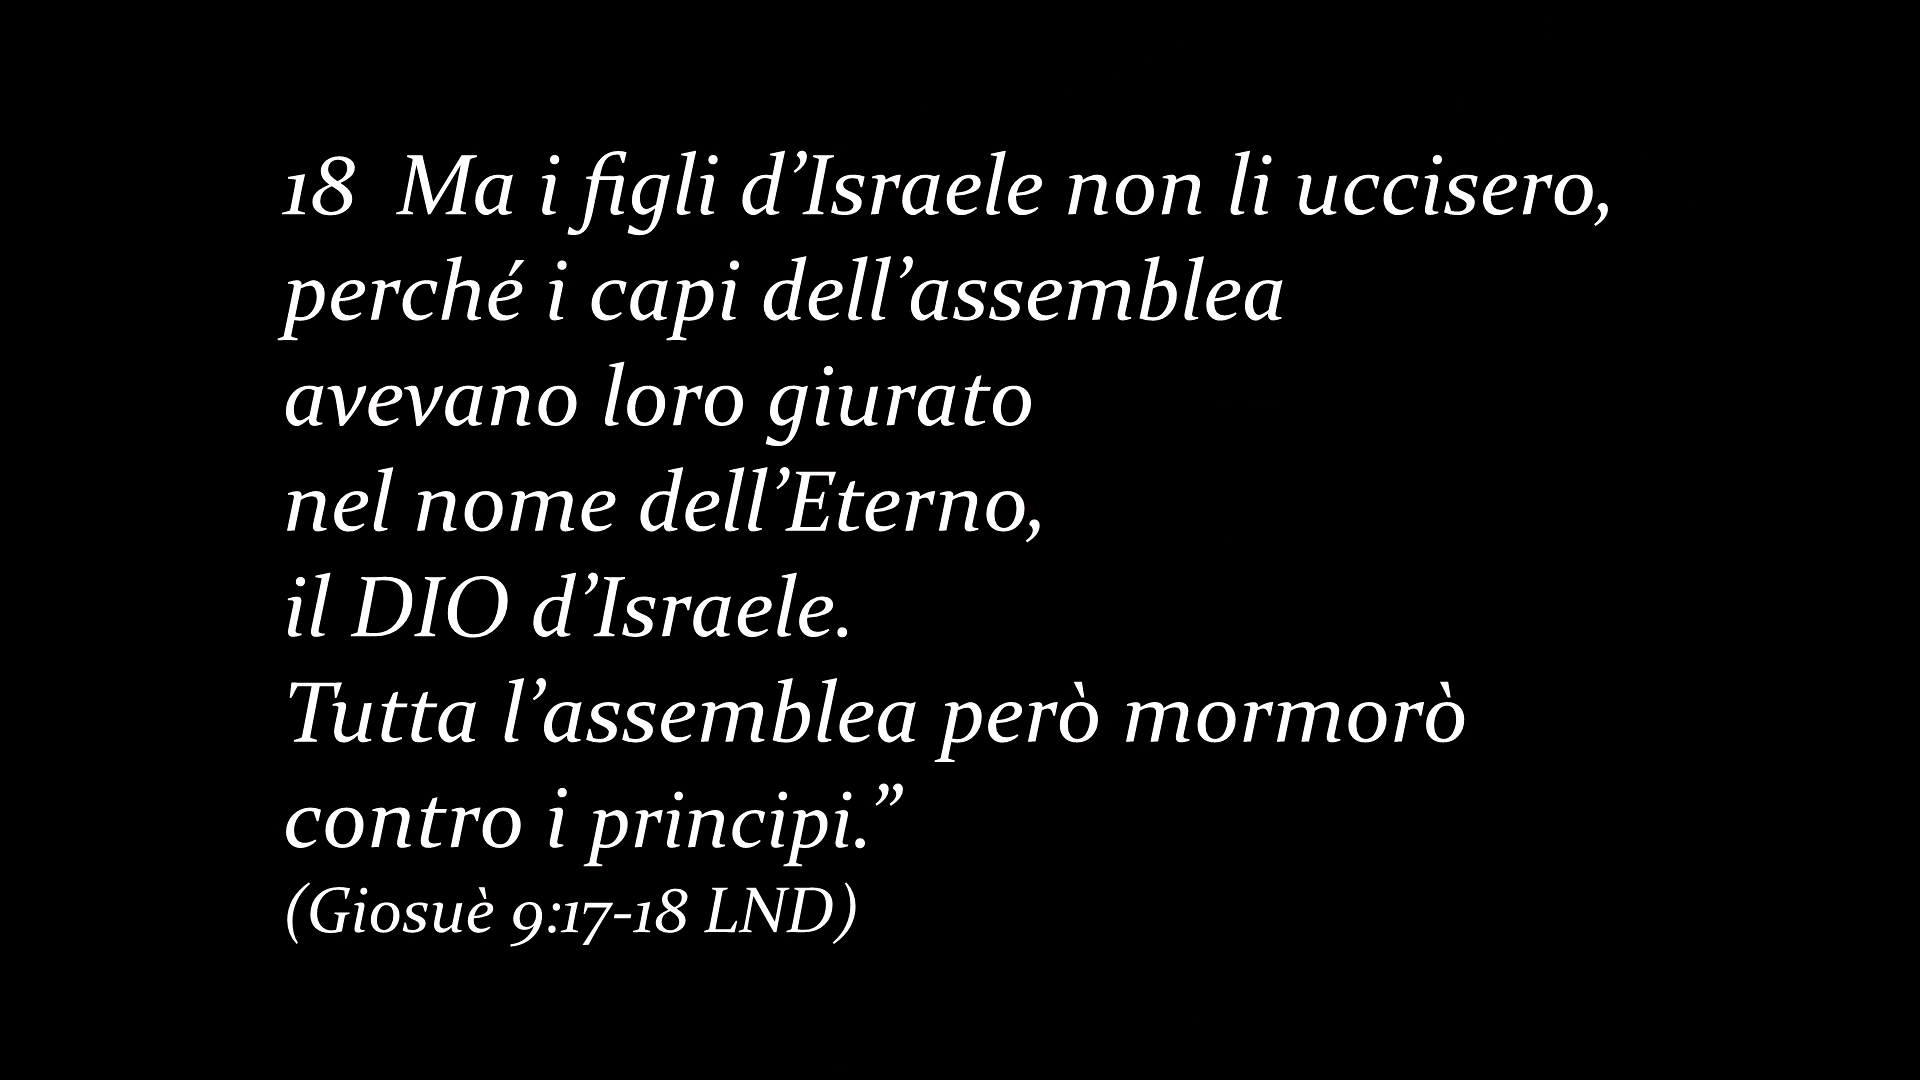 18  Ma i figli d’Israele non li uccisero,
perché i capi dell’assemblea
avevano loro giurato
nel nome dell’Eterno,
il DIO d’Israele.
Tutta l’assemblea però mormorò
contro i principi.”
(Giosuè 9:17-18 LND)